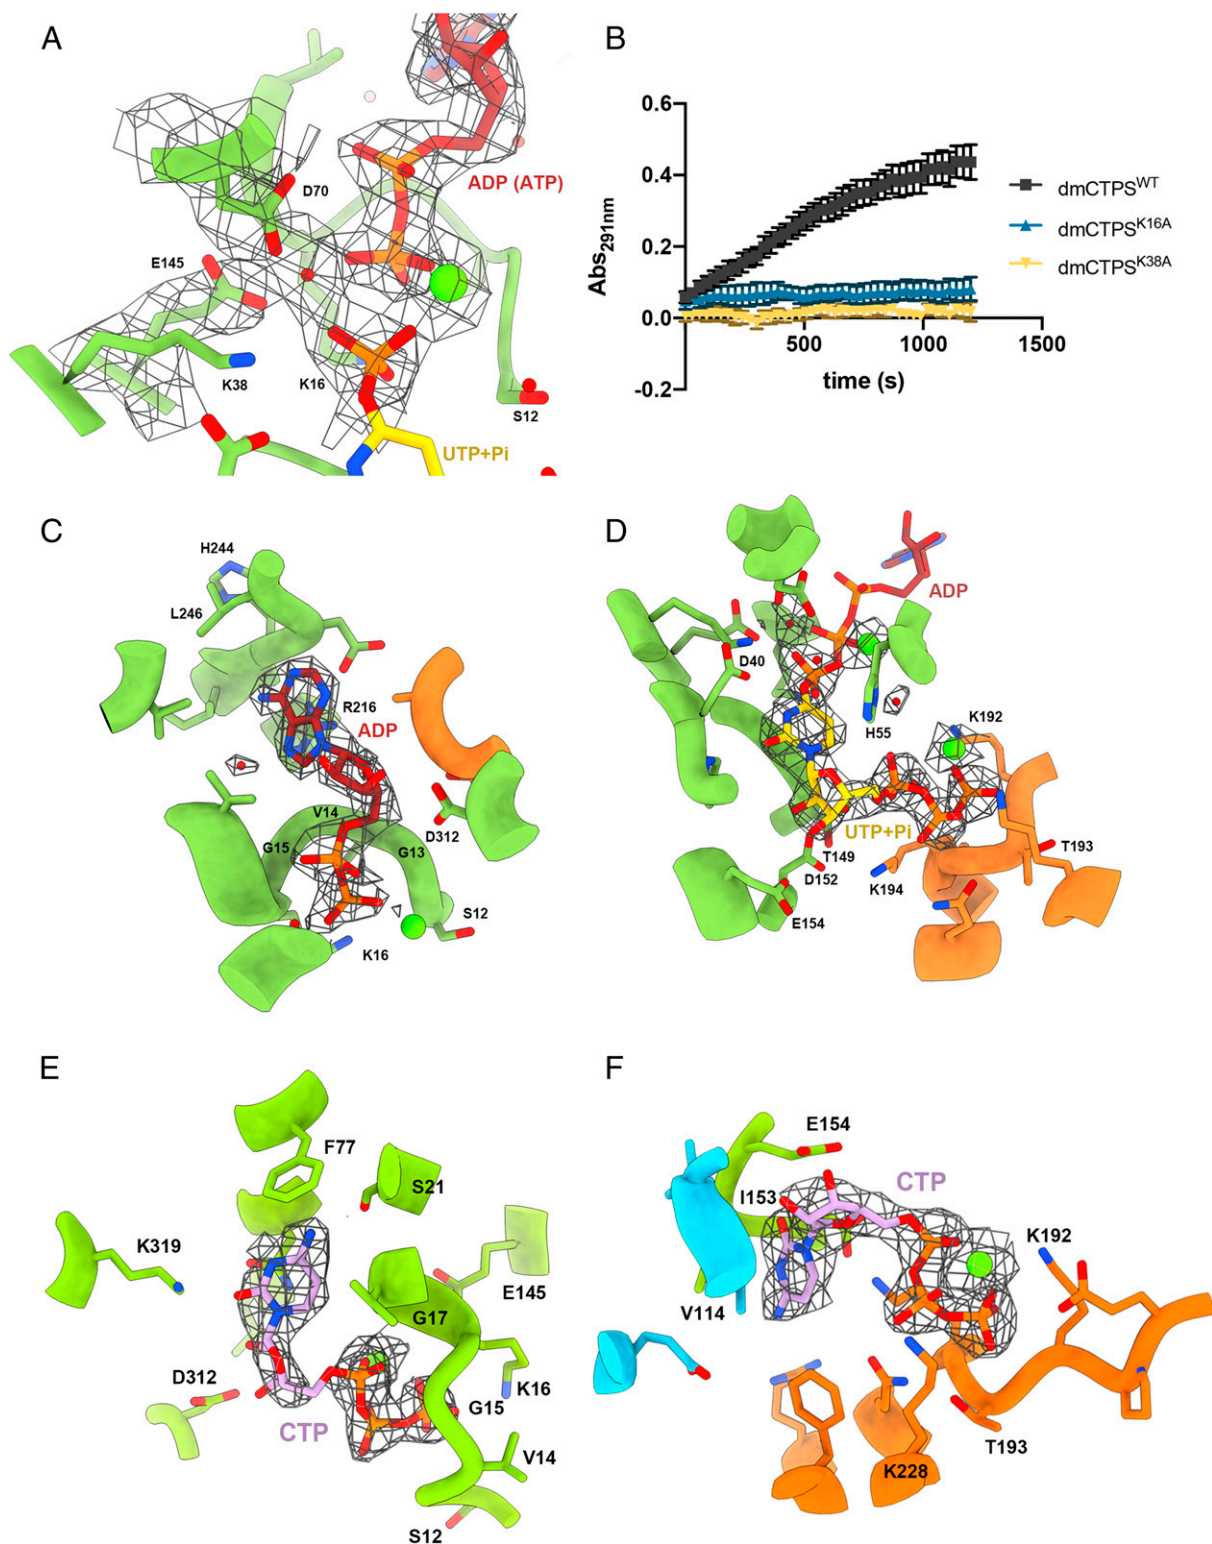 A
ADP (ATP)
D70
E145
K38
K16
S12
UTP+Pi
B
0.6
0.4
0.2
0.0
-0.2
Abs291nm
500
1000
1500
time (s)
dmCTPSWT
dmCTPSK16A
dmCTPSK38A
C
H244
L246
R216
ADP
V14
G15
G13
D312
S12
K16
D
ADP
D40
H55
K192
UTP+Pi
T149
D152
T193
K194
E154
E
F77
S21
K319
E145
G17
D312
K16
G15
CTP
V14
S12
F
E154
CTP
I153
K192
V114
T193
K228